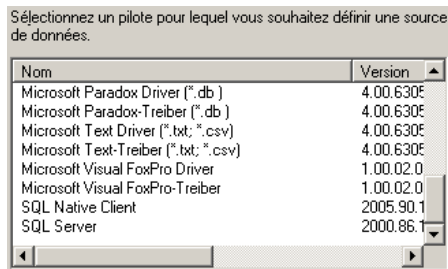 Sélectionnez un pilote pour lequel vous souhaitez définir une source
de données.
Nom Version
Microsoft Paradox Driver (*.db ) 4.00.6305
Microsoft Paradox-Treiber (*.db ) 4.00.6305
Microsoft Text Driver (*.txt; *.csv) 4.00.6305
Microsoft Text-Treiber (*.txt; *.csv) 4.00.6305
Microsoft Visual FoxPro Driver 1.00.02.0
Microsoft Visual FoxPro-Treiber 1.00.02.0
SQL Native Client 2005.90.1
SQL Server 2000.86.1